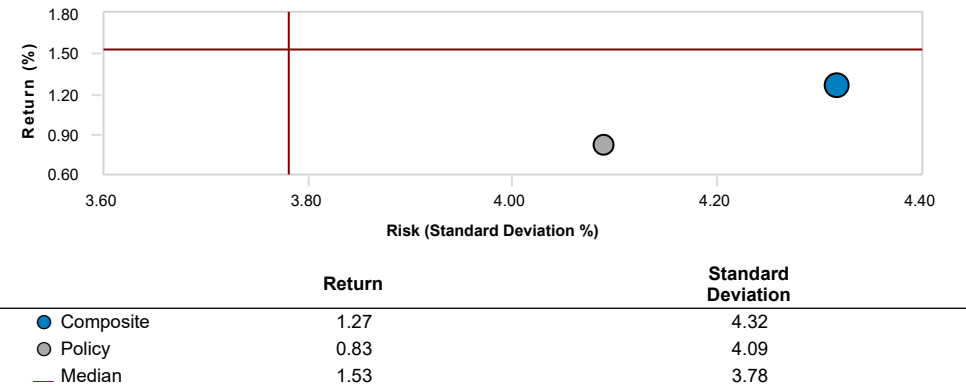 1.80
1.50
1.20
0.90
0.60
Return (%)
3.60 3.80 4.00 4.20 4.40
Risk (Standard Deviation %)
Return Standard Deviation
Composite 1.27 4.32
Policy 0.83 4.09
Median 1.53 3.78